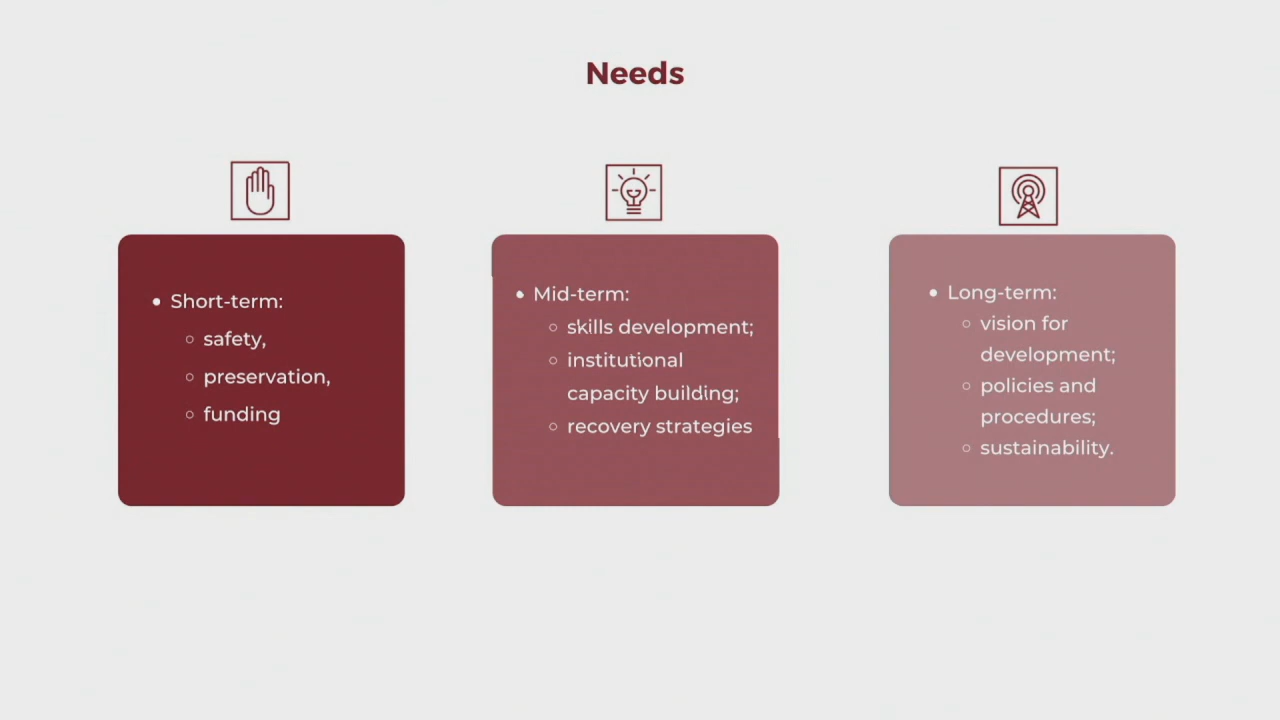 Needs
• Short-term:
○ safety,
○ preservation,
○ funding
• Mid-term:
○ skills development;
○ institutional
capacity building;
○ recovery strategies
• Long-term:
○ vision for
development;
○ policies and
procedures;
○ sustainability.